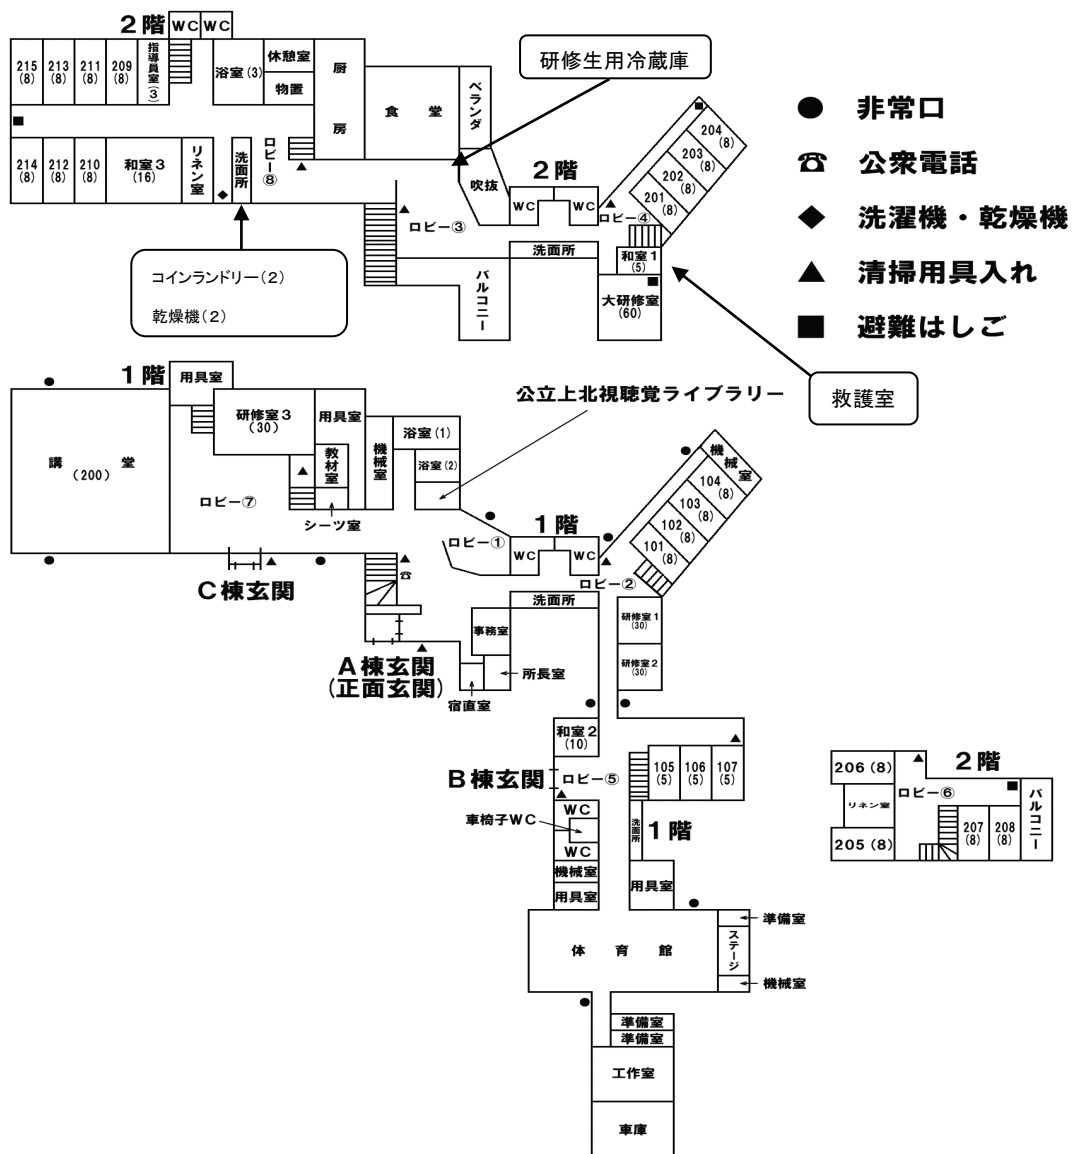 2階
WC WC
215
(8)
213
(8)
211
(8)
209
(8)
指導員室(3)
浴室(3)
休憩室
物置
厨房
食堂
ベランダ
研修生用冷蔵庫
214
(8)
212
(8)
210
(8)
和室3
(16)
リネン室
洗面所
ロビー⑧
吹抜
2階
WC WC
ロビー③
ロビー④
204
(8)
203
(8)
202
(8)
201
(8)
洗面所
和室1
(5)
大研修室
(60)
バルコニー
コインランドリー(2)
乾燥機(2)
救護室
● 非常口
☎ 公衆電話
◆ 洗濯機・乾燥機
▲ 清掃用具入れ
■ 避難はしご
1階
用具室
講堂
(200)
研修室3
(30)
用具室
教材室
シーツ室
機械室
浴室(1)
浴室(2)
公立上北視聴覚ライブラリー
ロビー⑦
C棟玄関
ロビー①
1階
WC WC
ロビー②
機械室
104
(8)
103
(8)
102
(8)
101
(8)
洗面所
事務室
所長室
宿直室
A棟玄関
(正面玄関)
研修室1
(30)
研修室2
(30)
和室2
(10)
B棟玄関
ロビー⑤
105
(5)
106
(5)
107
(5)
WC
車椅子WC
WC
洗面所
1階
機械室
用具室
用具室
体育館
準備室
ステージ
機械室
準備室
準備室
工作室
車庫
2階
206(8)
リネン室
205(8)
ロビー⑥
207
(8)
208
(8)
バルコニー